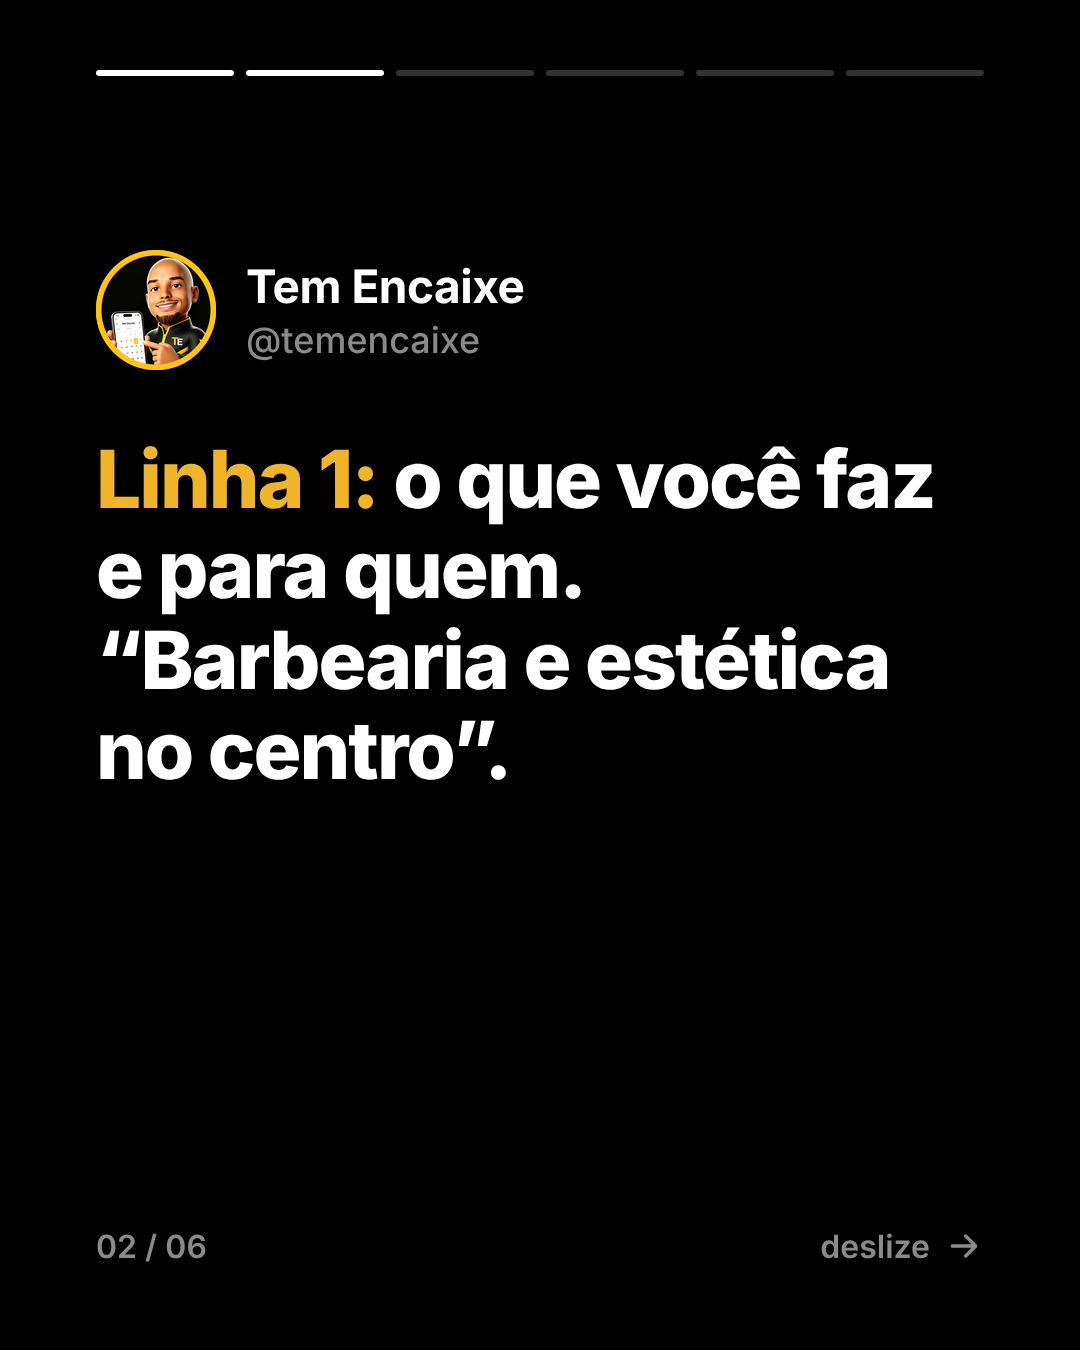 Tem Encaixe
@temencaixe
Linha 1: o que você faz
e para quem.
“Barbearia e estética
no centro”.
02 / 06
deslize →